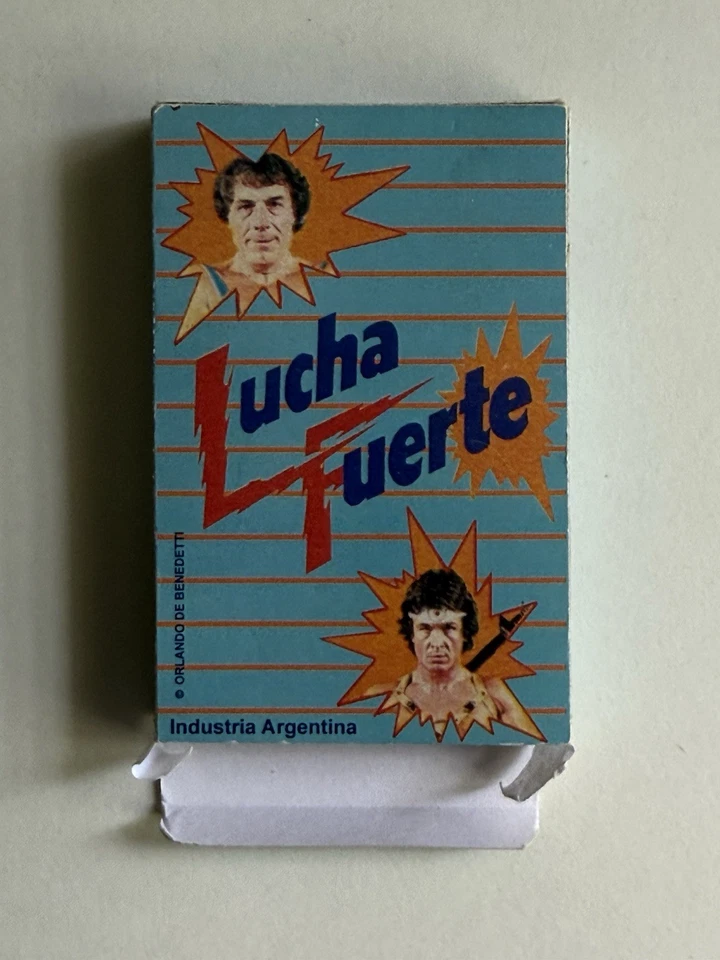 Lucha
Fuerte
© ORLANDO DE BENEDETTI
Industria Argentina